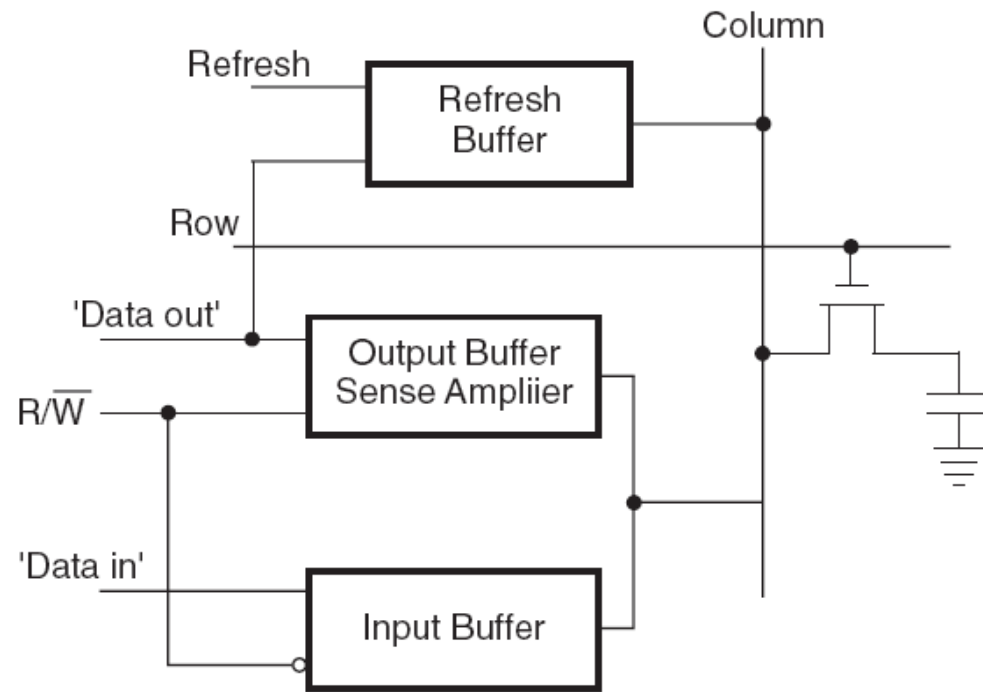 Column
Refresh
Refresh
Buffer
Row
'Data out'
Output Buffer
Sense Ampliier
R/W̅
'Data in'
Input Buffer